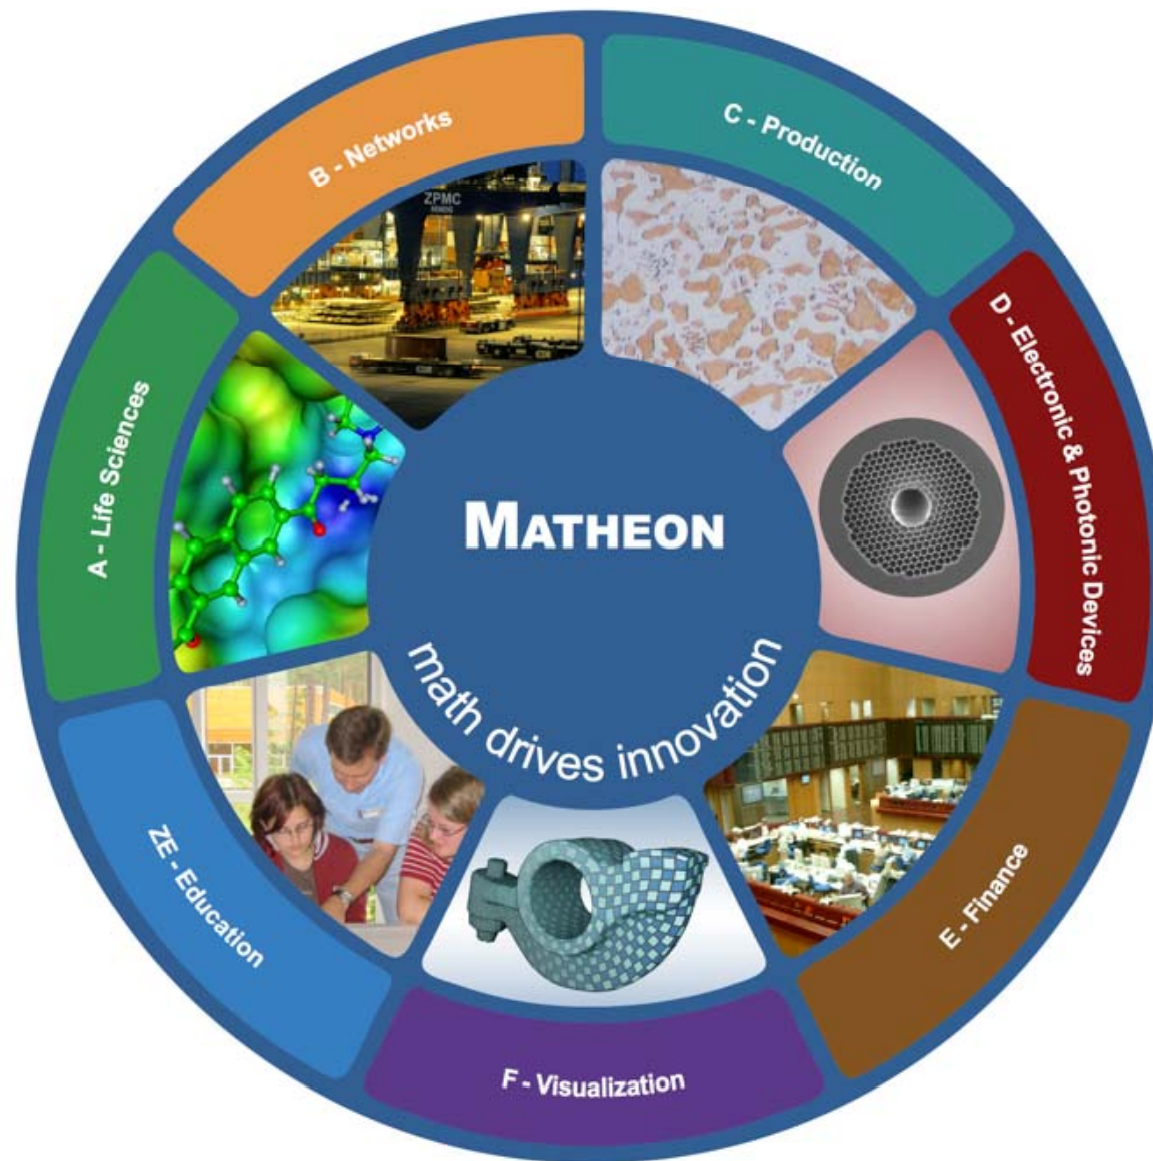 MATHEON
math drives innovation
A - Life Sciences
B - Networks
ZPMC
C - Production
D - Electronic & Photonic Devices
E - Finance
F - Visualization
ZE - Education